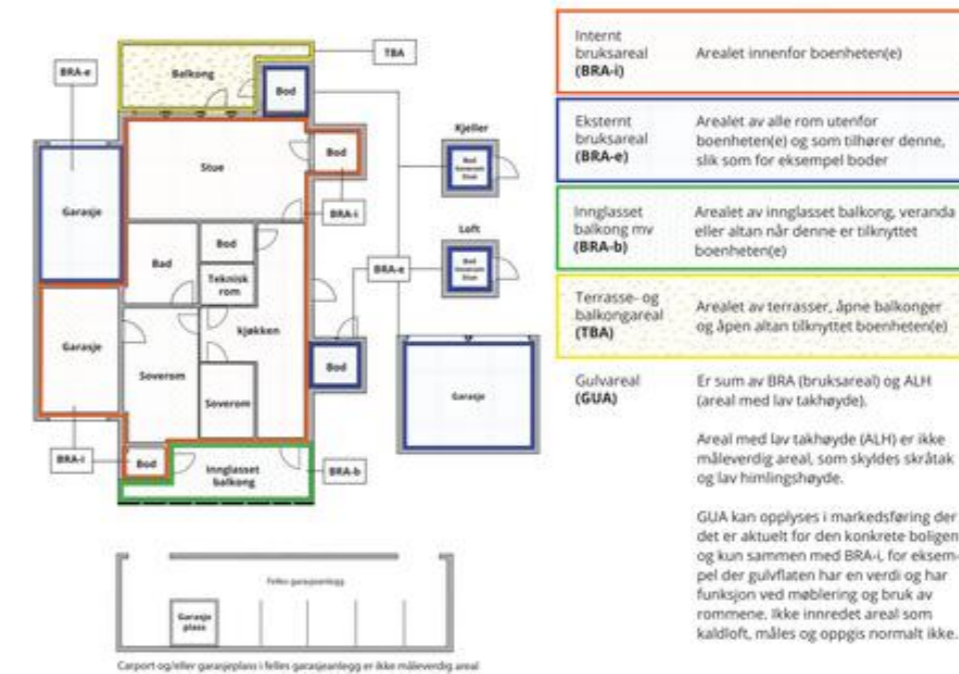 TBA
BRA-e
Balkong
Bod
Kjeller
Stue
Bod
Bod
Garasje
BRA-i
Loft
Bad
Bod
BRA-e
Bod
Teknisk
rom
kjøkken
Garasje
Soverom
Bod
Garasje
Soverom
BRA-i
Bod
Innglasset
balkong
BRA-b
Felles garasjeanlegg
Garasje
plass
Carport og/eller garasjeplass i felles garasjeanlegg er ikke måleverdig areal
Internt
bruksareal
(BRA-i)
Arealet innenfor boenheten(e)
Eksternt
bruksareal
(BRA-e)
Arealet av alle rom utenfor
boenheten(e) og som tilhører denne,
slik som for eksempel boder
Innglasset
balkong mv
(BRA-b)
Arealet av innglasset balkong, veranda
eller altan når denne er tilknyttet
boenheten(e)
Terrasse- og
balkongareal
(TBA)
Arealet av terrasser, åpne balkonger
og åpen altan tilknyttet boenheten(e)
Gulvareal
(GUA)
Er sum av BRA (bruksareal) og ALH
(areal med lav takhøyde).
Areal med lav takhøyde (ALH) er ikke
måleverdig areal, som skyldes skråtak
og lav himlingshøyde.
GUA kan opplyses i markedsføring der
det er aktuelt for den konkrete boligen
og kun sammen med BRA-i, for eksem-
pel der gulvflaten har en verdi og har
funksjon ved møblering og bruk av
rommene. Ikke innredet areal som
kaldloft, måles og oppgis normalt ikke.